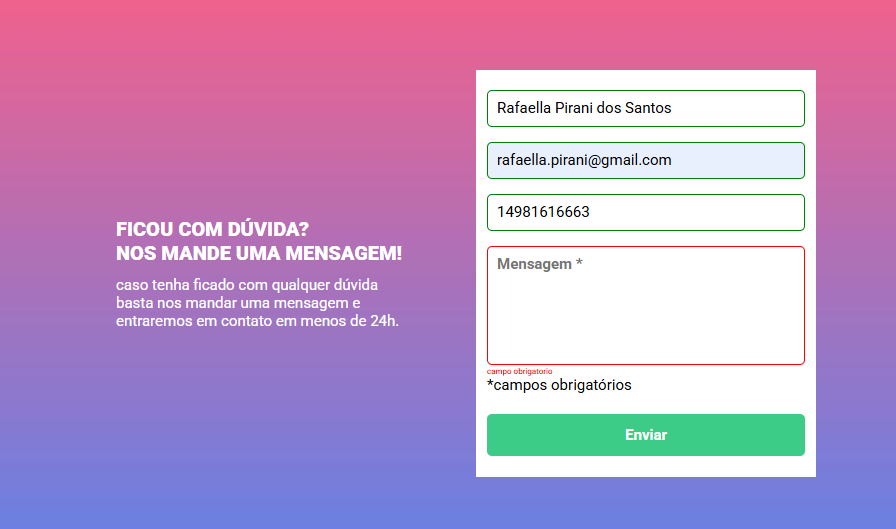 FICOU COM DÚVIDA?
NOS MANDE UMA MENSAGEM!
caso tenha ficado com qualquer dúvida
basta nos mandar uma mensagem e
entraremos em contato em menos de 24h.
Rafaella Pirani dos Santos
rafaella.pirani@gmail.com
14981616663
Mensagem *
campo obrigatorio
*campos obrigatórios
Enviar